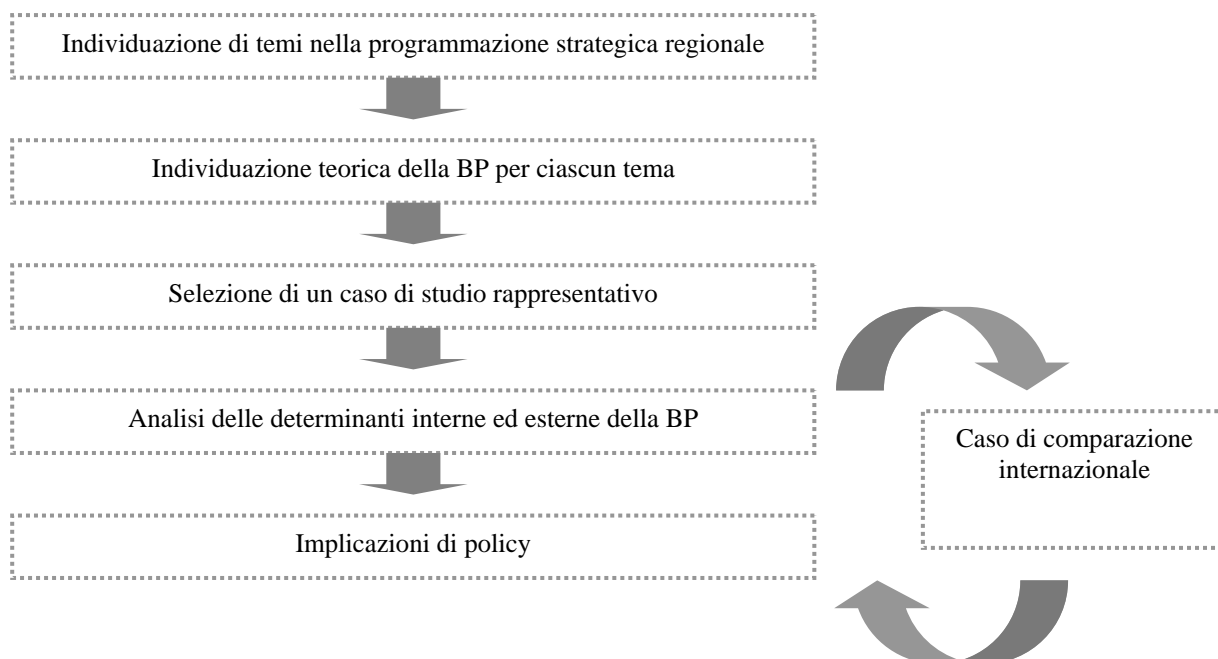 Individuazione di temi nella programmazione strategica regionale
Individuazione teorica della BP per ciascun tema
Selezione di un caso di studio rappresentativo
Analisi delle determinanti interne ed esterne della BP
Caso di comparazione
internazionale
Implicazioni di policy